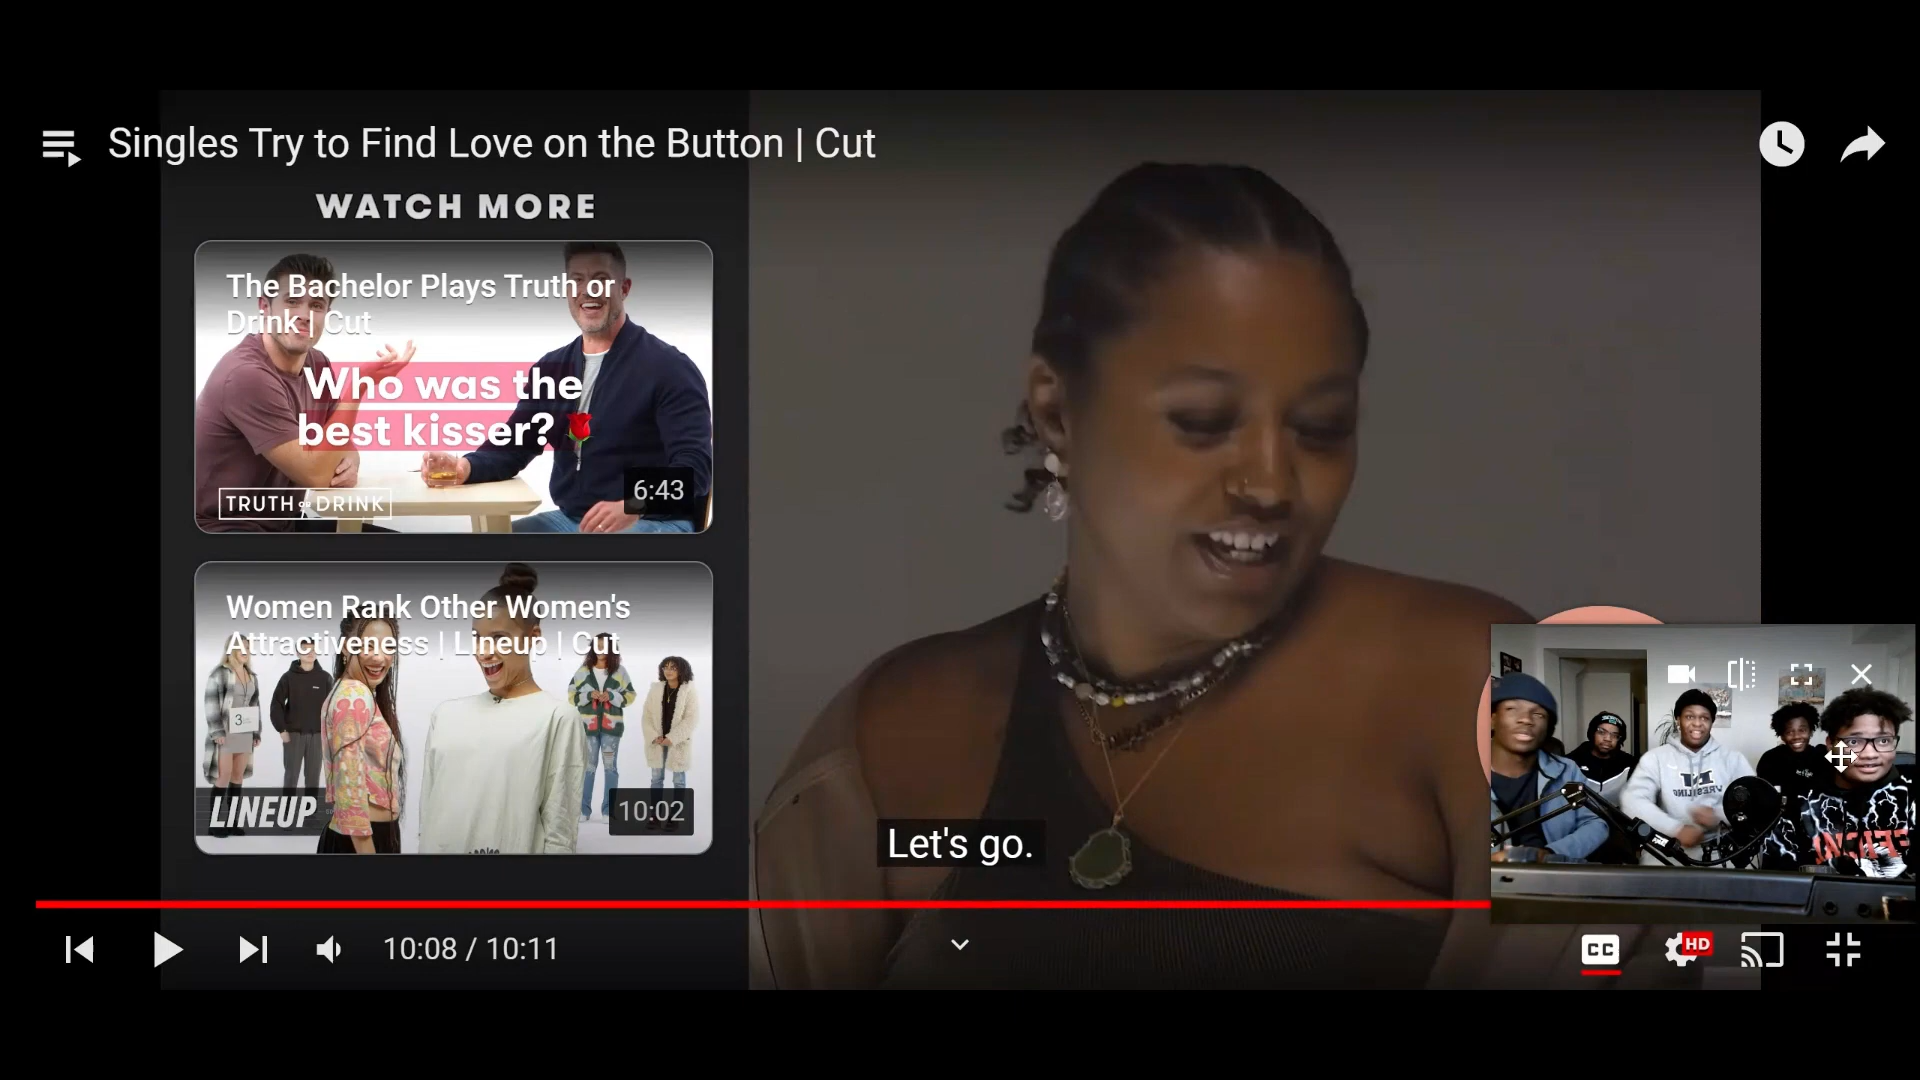 Singles Try to Find Love on the Button | Cut
WATCH MORE
The Bachelor Plays Truth or
Drink | Cut
Who was the
best kisser?
TRUTH or DRINK
6:43
Women Rank Other Women's
Attractiveness | Lineup | Cut
3
LINEUP
10:02
Let's go.
WRESTLING
10:08 / 10:11
CC
HD